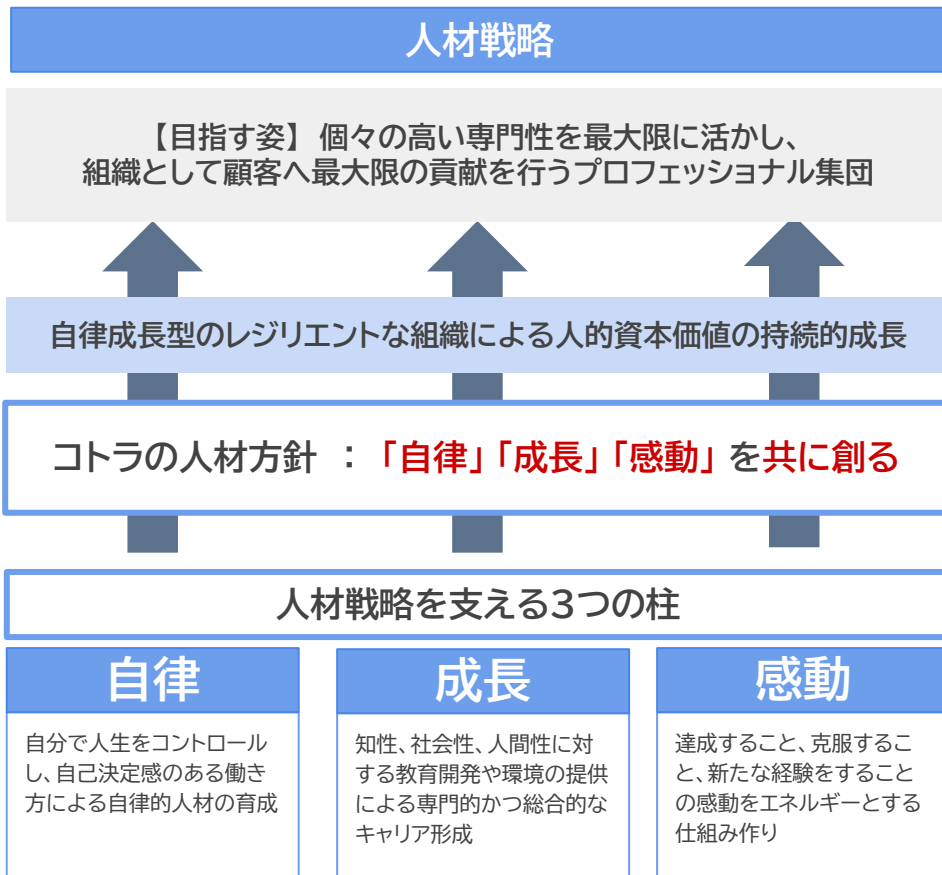 人材戦略
【目指す姿】 個々の高い専門性を最大限に活かし、
組織として顧客へ最大限の貢献を行うプロフェッショナル集団
自律成長型のレジリエントな組織による人的資本価値の持続的成長
コトラの人材方針 : 「自律」「成長」「感動」 を共に創る
人材戦略を支える3つの柱
自律
自分で人生をコントロール
し、自己決定感のある働き
方による自律的人材の育成
成長
知性、社会性、人間性に対
する教育開発や環境の提供
による専門的かつ総合的な
キャリア形成
感動
達成すること、克服するこ
と、新たな経験をすること
の感動をエネルギーとする
仕組み作り